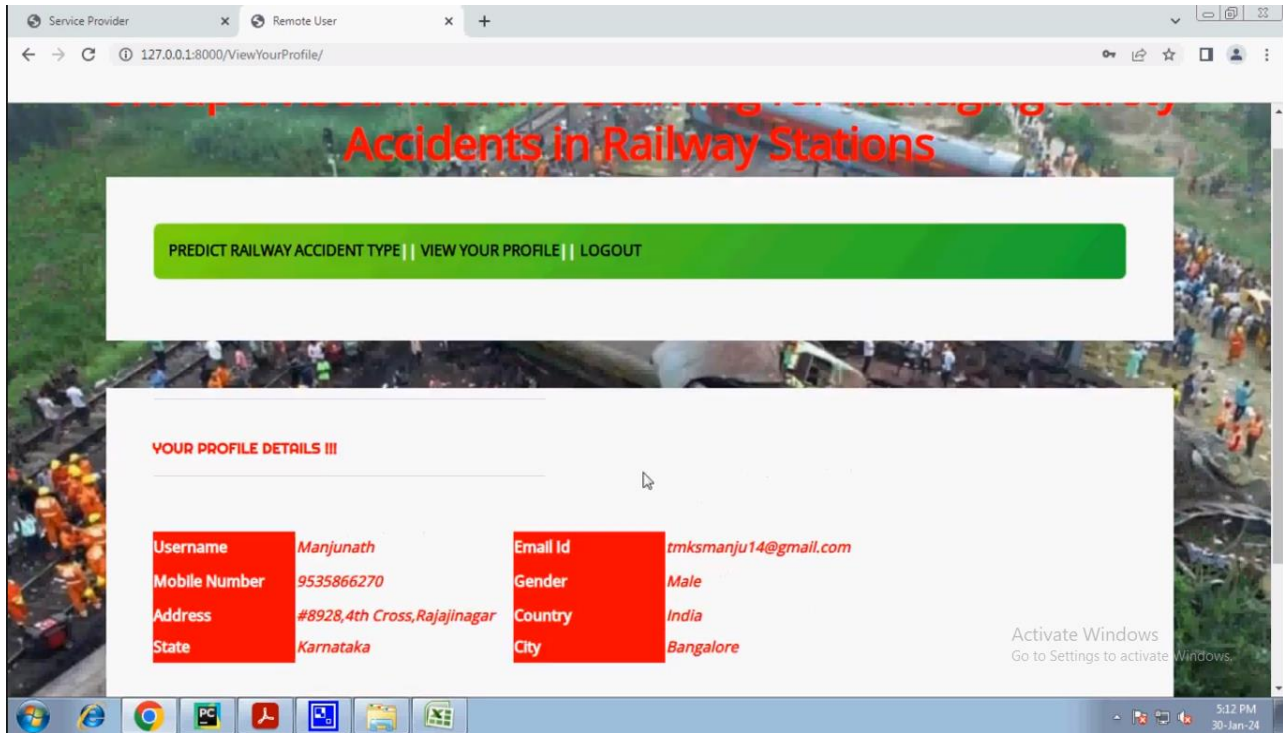 Service Provider
Remote User
127.0.0.1:8000/ViewYourProfile/
Accidents in Railway Stations
PREDICT RAILWAY ACCIDENT TYPE|| VIEW YOUR PROFILE|| LOGOUT
YOUR PROFILE DETAILS !!!
Username Manjunath Email Id tmksmanju14@gmail.com
Mobile Number 9535866270 Gender Male
Address #8928,4th Cross,Rajajinagar Country India
State Karnataka City Bangalore
Activate Windows
Go to Settings to activate Windows.
PC
5:12 PM
30-Jan-24